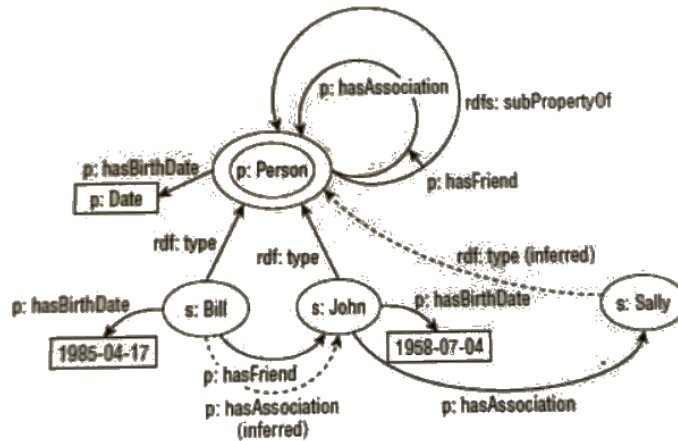 p: hasAssociation
rdfs: subPropertyOf
p: hasBirthDate
p: Person
p: hasFriend
p: Date
rdf: type
rdf: type
rdf: type (inferred)
p: hasBirthDate
s: Bill
s: John
p: hasBirthDate
s: Sally
1985-04-17
1958-07-04
p: hasFriend
p: hasAssociation
p: hasAssociation
(inferred)